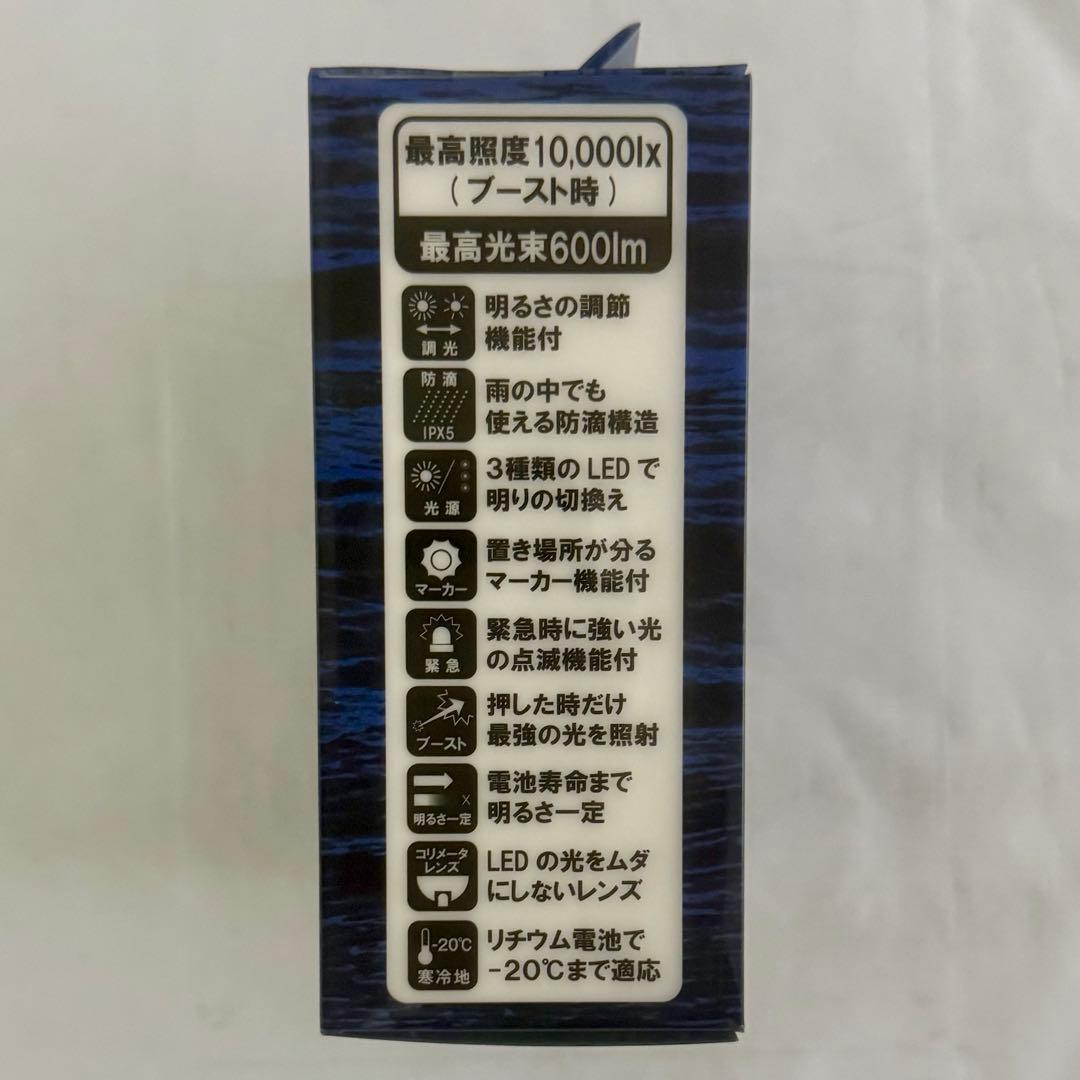 最高照度10,000lx
(ブースト時)
最高光束600lm
調光
明るさの調節
機能付
防滴
IPX5
雨の中でも
使える防滴構造
光源
3種類のLEDで
明りの切換え
マーカー
置き場所が分る
マーカー機能付
緊急
緊急時に強い光
の点滅機能付
ブースト
押した時だけ
最強の光を照射
明るさ一定
電池寿命まで
明るさ一定
コリメータ
レンズ
LEDの光をムダ
にしないレンズ
-20℃
寒冷地
リチウム電池で
-20℃まで適応